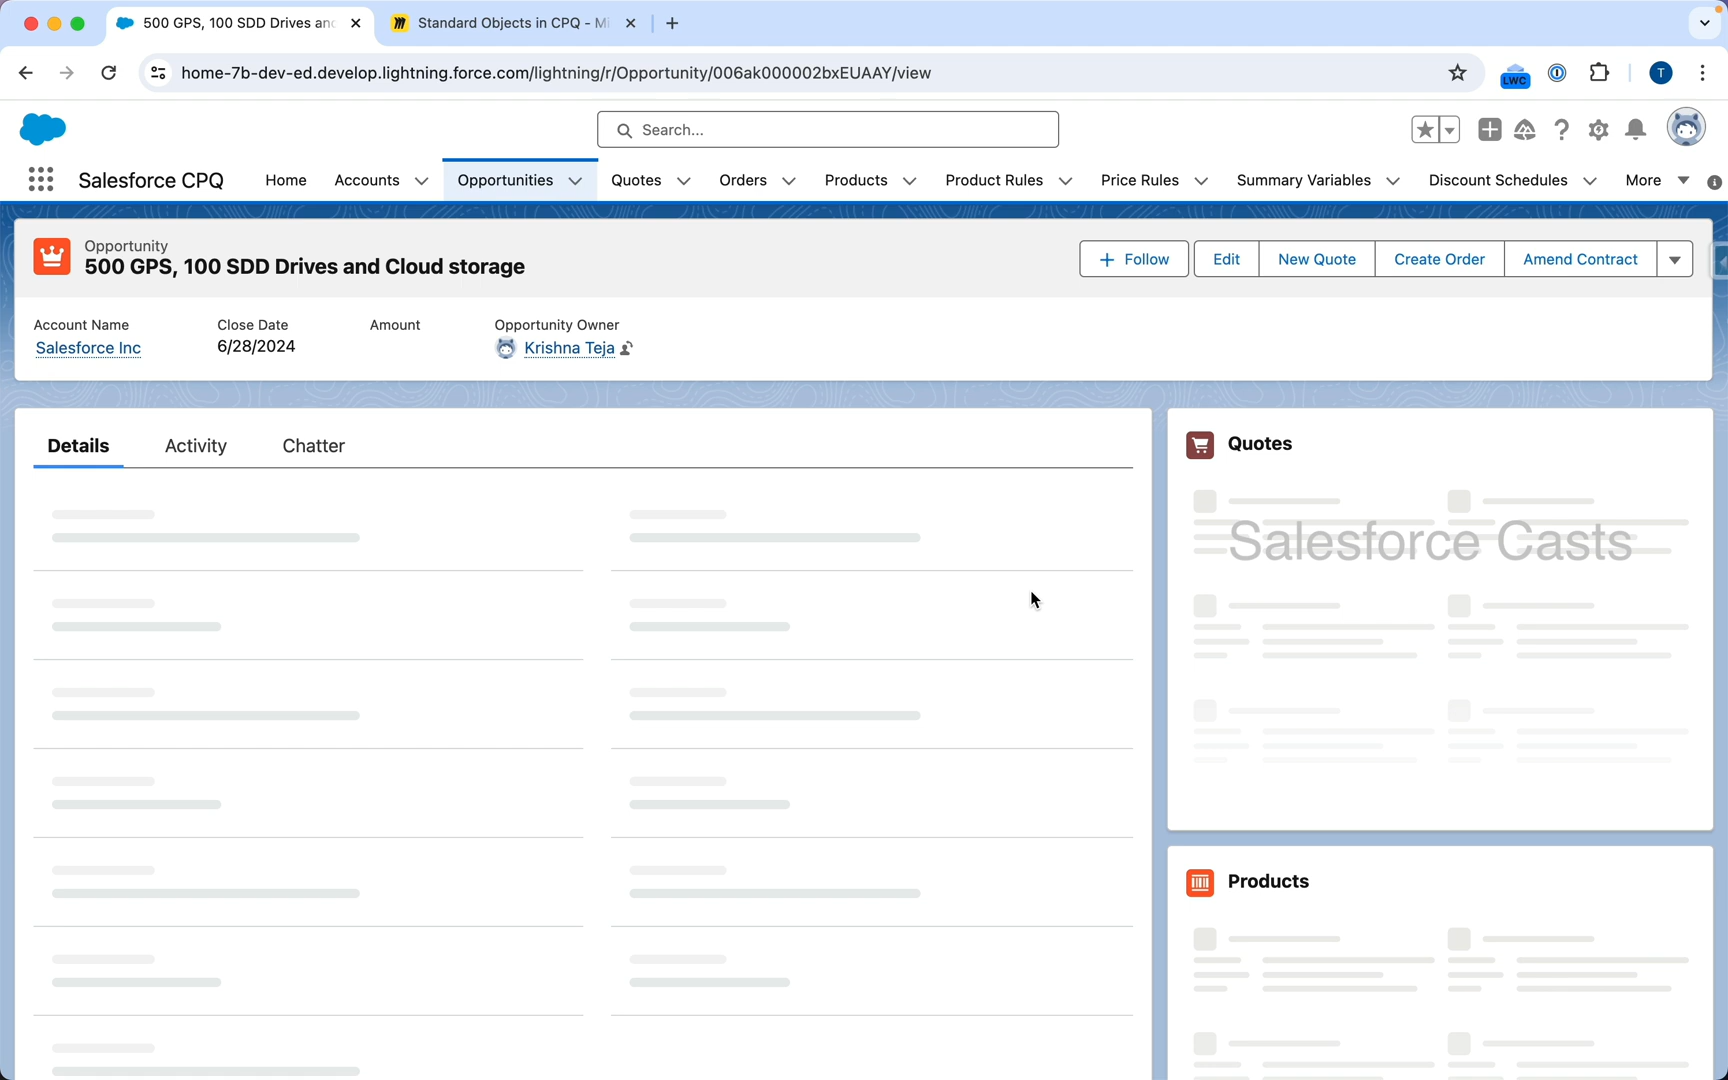 500 GPS, 100 SDD Drives an
Standard Objects in CPQ - Mi
home-7b-dev-ed.develop.lightning.force.com/lightning/r/Opportunity/006ak000002bxEUAAY/view
LWC
T
Search...
Salesforce CPQ
Home
Accounts
Opportunities
Quotes
Orders
Products
Product Rules
Price Rules
Summary Variables
Discount Schedules
More
Opportunity
500 GPS, 100 SDD Drives and Cloud storage
Follow
Edit
New Quote
Create Order
Amend Contract
Account Name
Close Date
Amount
Opportunity Owner
Salesforce Inc
6/28/2024
Krishna Teja
Details
Activity
Chatter
Quotes
Salesforce Casts
Products